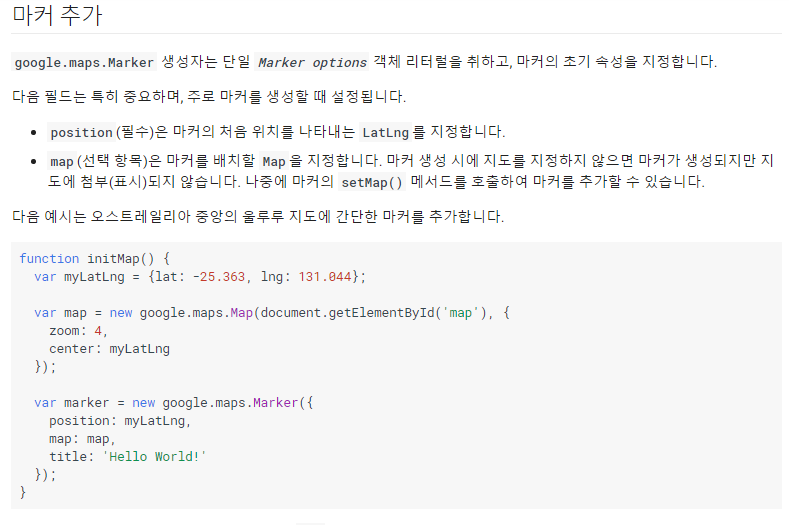 마커 추가
google.maps.Marker 생성자는 단일 Marker options 객체 리터럴을 취하고, 마커의 초기 속성을 지정합니다.
다음 필드는 특히 중요하며, 주로 마커를 생성할 때 설정됩니다.
• position(필수)은 마커의 처음 위치를 나타내는 LatLng를 지정합니다.
• map(선택 항목)은 마커를 배치할 Map을 지정합니다. 마커 생성 시에 지도를 지정하지 않으면 마커가 생성되지만 지
도에 첨부(표시)되지 않습니다. 나중에 마커의 setMap() 메서드를 호출하여 마커를 추가할 수 있습니다.
다음 예시는 오스트레일리아 중앙의 울루루 지도에 간단한 마커를 추가합니다.
function initMap() {
  var myLatLng = {lat: -25.363, lng: 131.044};
  var map = new google.maps.Map(document.getElementById('map'), {
    zoom: 4,
    center: myLatLng
  });
  var marker = new google.maps.Marker({
    position: myLatLng,
    map: map,
    title: 'Hello World!'
  });
}